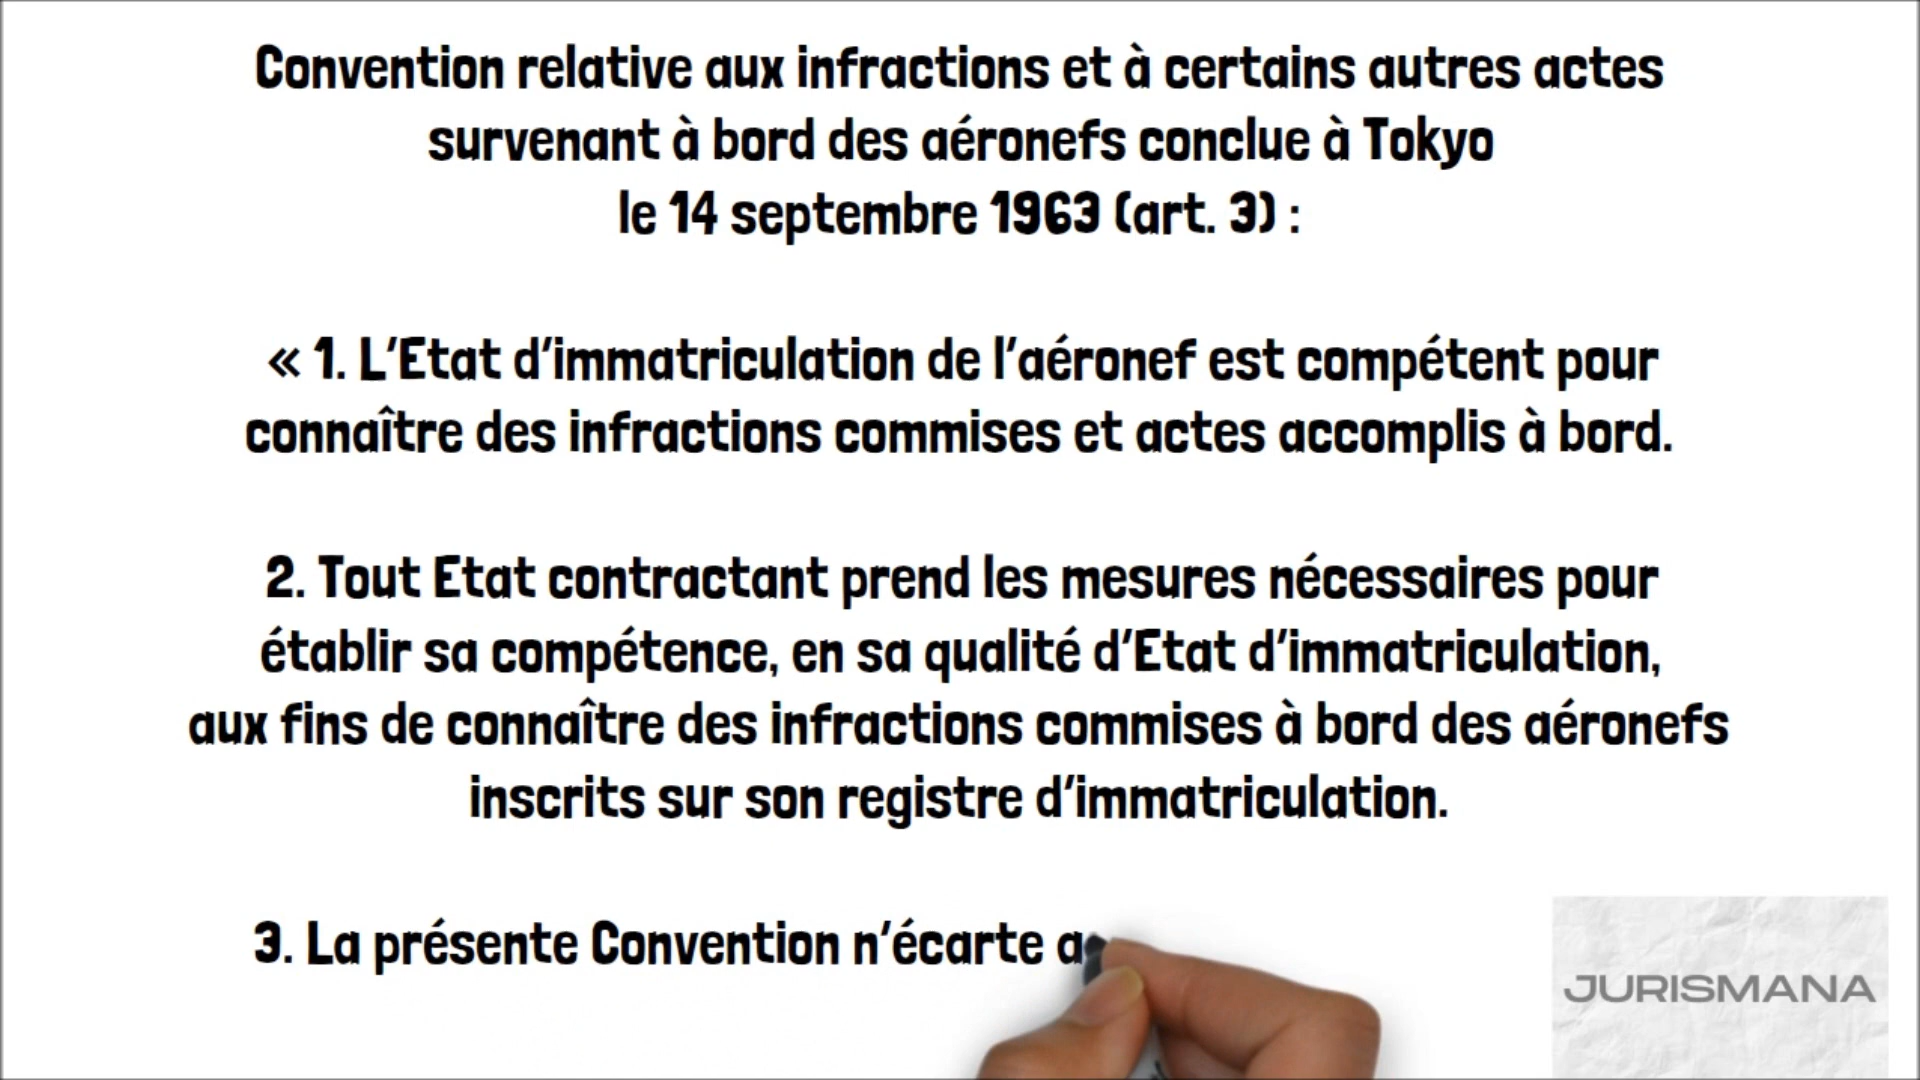 Convention relative aux infractions et à certains autres actes
survenant à bord des aéronefs conclue à Tokyo
le 14 septembre 1963 (art. 3) :
« 1. L’Etat d’immatriculation de l’aéronef est compétent pour
connaître des infractions commises et actes accomplis à bord.
2. Tout Etat contractant prend les mesures nécessaires pour
établir sa compétence, en sa qualité d’Etat d’immatriculation,
aux fins de connaître des infractions commises à bord des aéronefs
inscrits sur son registre d’immatriculation.
3. La présente Convention n’écarte a
JURISMANA